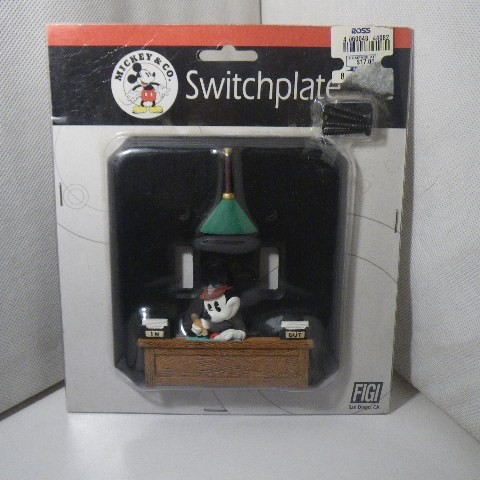 MICKEY & CO.
Switchplate
ROSS
IN
OUT
FIGI
San Diego, CA